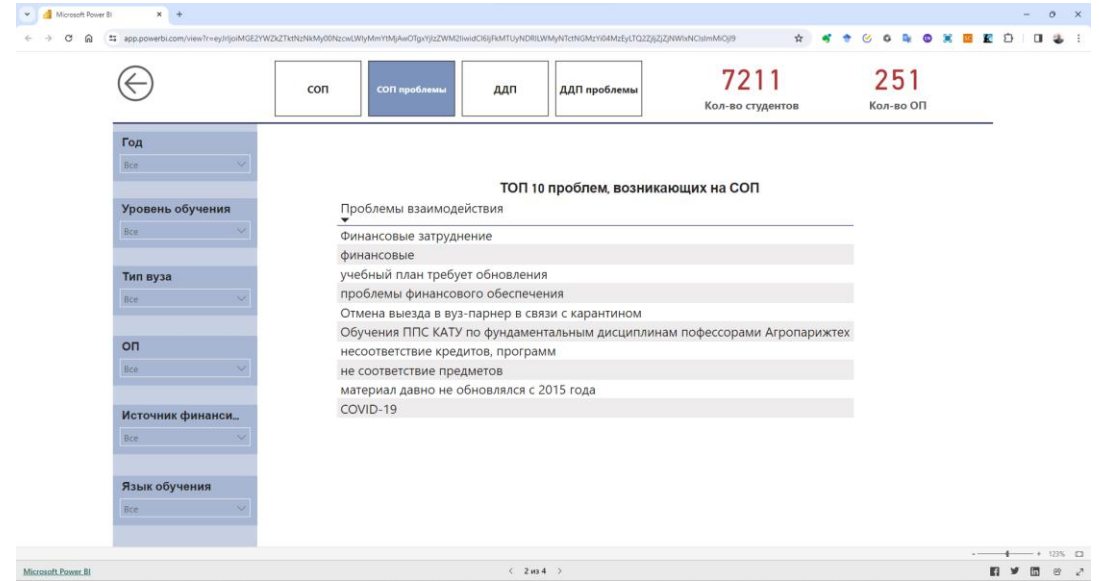 Microsoft Power BI
СОП
СОП проблемы
ДДП
ДДП проблемы
7211
Кол-во студентов
251
Кол-во ОП
Год
Все
Уровень обучения
Все
Тип вуза
Все
ОП
Все
Источник финанси...
Все
Язык обучения
Все
ТОП 10 проблем, возникающих на СОП
Проблемы взаимодействия
Финансовые затруднение
финансовые
учебный план требует обновления
проблемы финансового обеспечения
Отмена выезда в вуз-парнер в связи с карантином
Обучения ППС КАТУ по фундаментальным дисциплинам пофессорами Агропарижтех
несоответствие кредитов, программ
не соответствие предметов
материал давно не обновлялся с 2015 года
COVID-19
123%
Microsoft Power BI
2 из 4